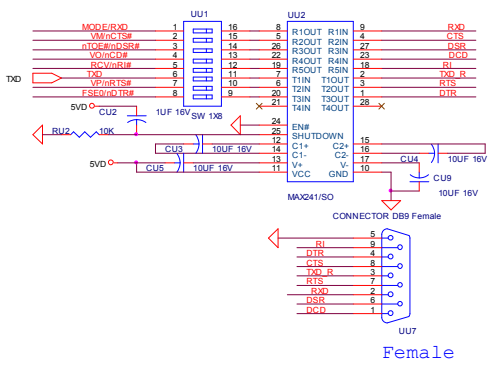 UU1
UU2
MODE/RXD 1 16 8 R1OUT R1IN 9 RXD
VM/nCTS# 2 15 5 R2OUT R2IN 4 CTS
nTOE#/nDSR# 3 14 26 R3OUT R3IN 27 DSR
VO/nCD# 4 13 22 R4OUT R4IN 23 DCD
RCV/nRI# 5 12 19 R5OUT R5IN 18 RI
TXD TXD 6 11 7 T1IN T1OUT 2 TXD_R
VP/nRTS# 7 10 6 T2IN T2OUT 3 RTS
FSE0/nDTR# 8 9 20 T3IN T3OUT 1 DTR
21 T4IN T4OUT 28
5VD CU2 1UF 16V SW 1X8
24 EN#
RU2 10K 25 SHUTDOWN
12 C1+ C2+ 15
CU3 10UF 16V 14 C1- C2- 16
5VD 13 V+ V- 17 CU4 10UF 16V
CU5 10UF 16V 11 VCC GND 10 CU9
10UF 16V
MAX241/SO
CONNECTOR DB9 Female
5
RI 9
DTR 4
CTS 8
TXD_R 3
RTS 7
RXD 2
DSR 6
DCD 1
UU7
Female